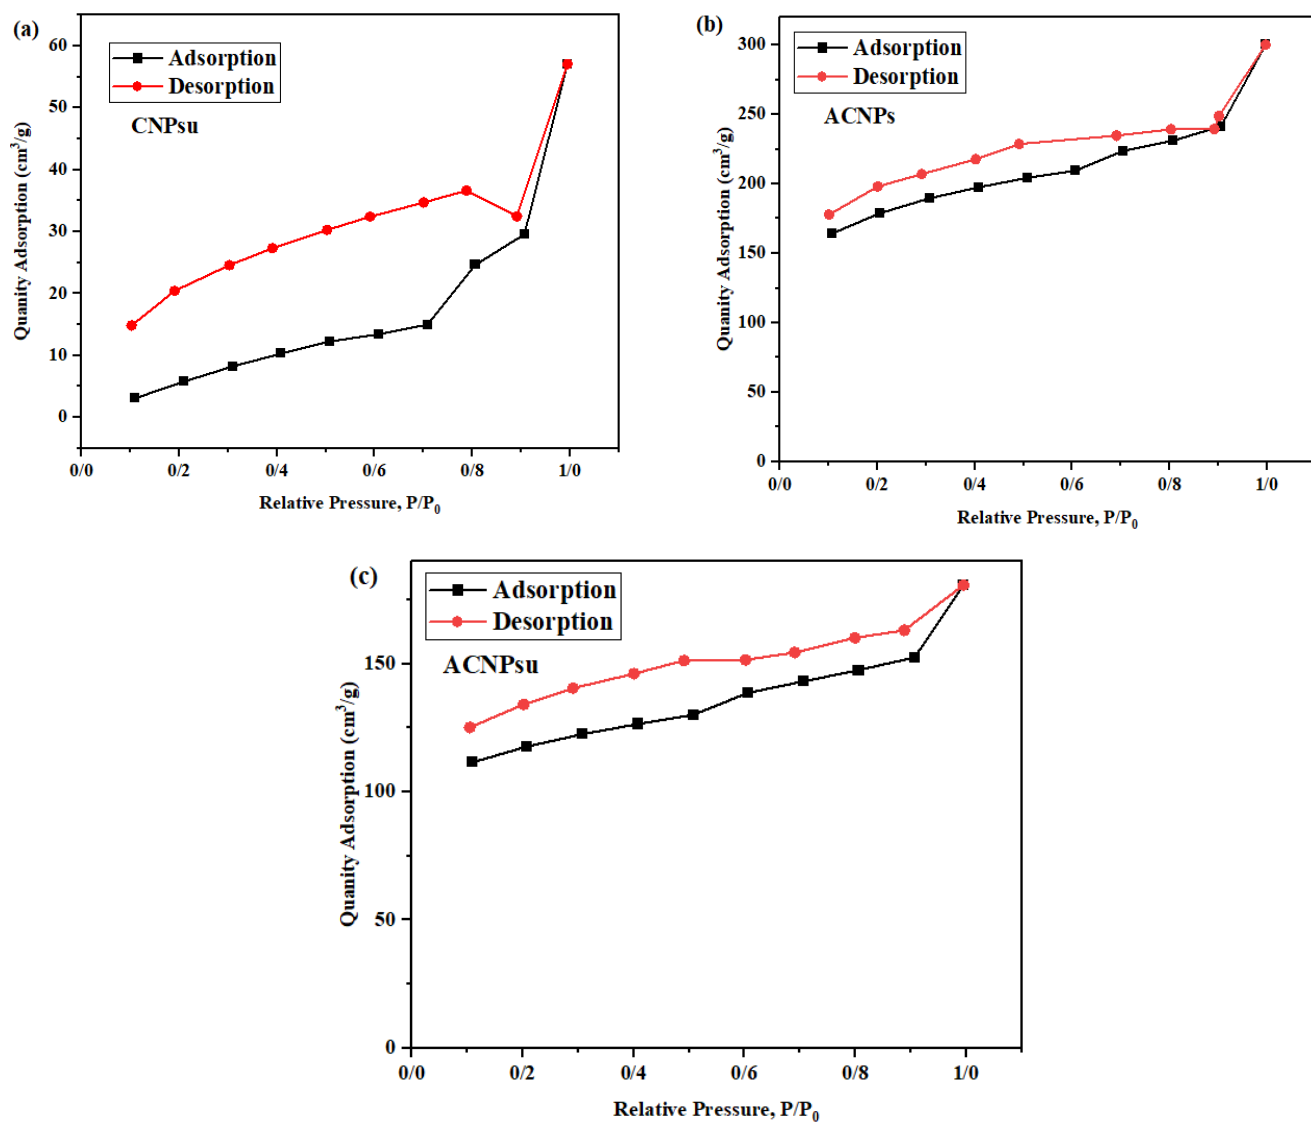 (a)
Adsorption
Desorption
CNPsu
60
50
40
30
20
10
0
Quanity Adsorption (cm³/g)
0/0 0/2 0/4 0/6 0/8 1/0
Relative Pressure, P/P₀
(b)
Adsorption
Desorption
ACNPs
300
250
200
150
100
50
0
Quanity Adsorption (cm³/g)
0/0 0/2 0/4 0/6 0/8 1/0
Relative Pressure, P/P₀
(c)
Adsorption
Desorption
ACNPsu
150
100
50
0
Quanity Adsorption (cm³/g)
0/0 0/2 0/4 0/6 0/8 1/0
Relative Pressure, P/P₀